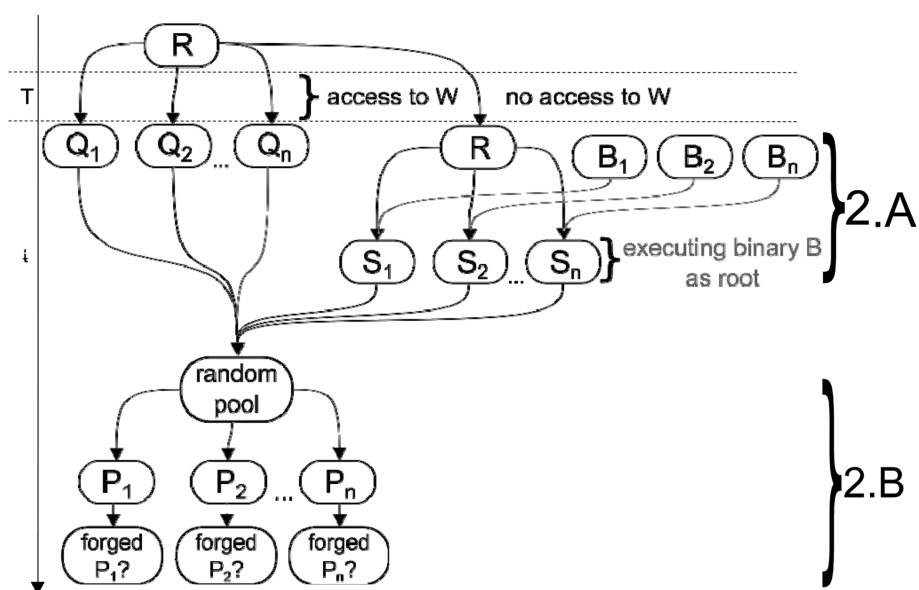 R
T
access to W
no access to W
Q1
Q2
...
Qn
R
B1
B2
Bn
2.A
S1
S2
...
Sn
executing binary B
as root
random
pool
P1
P2
...
Pn
2.B
forged
P1?
forged
P2?
forged
Pn?